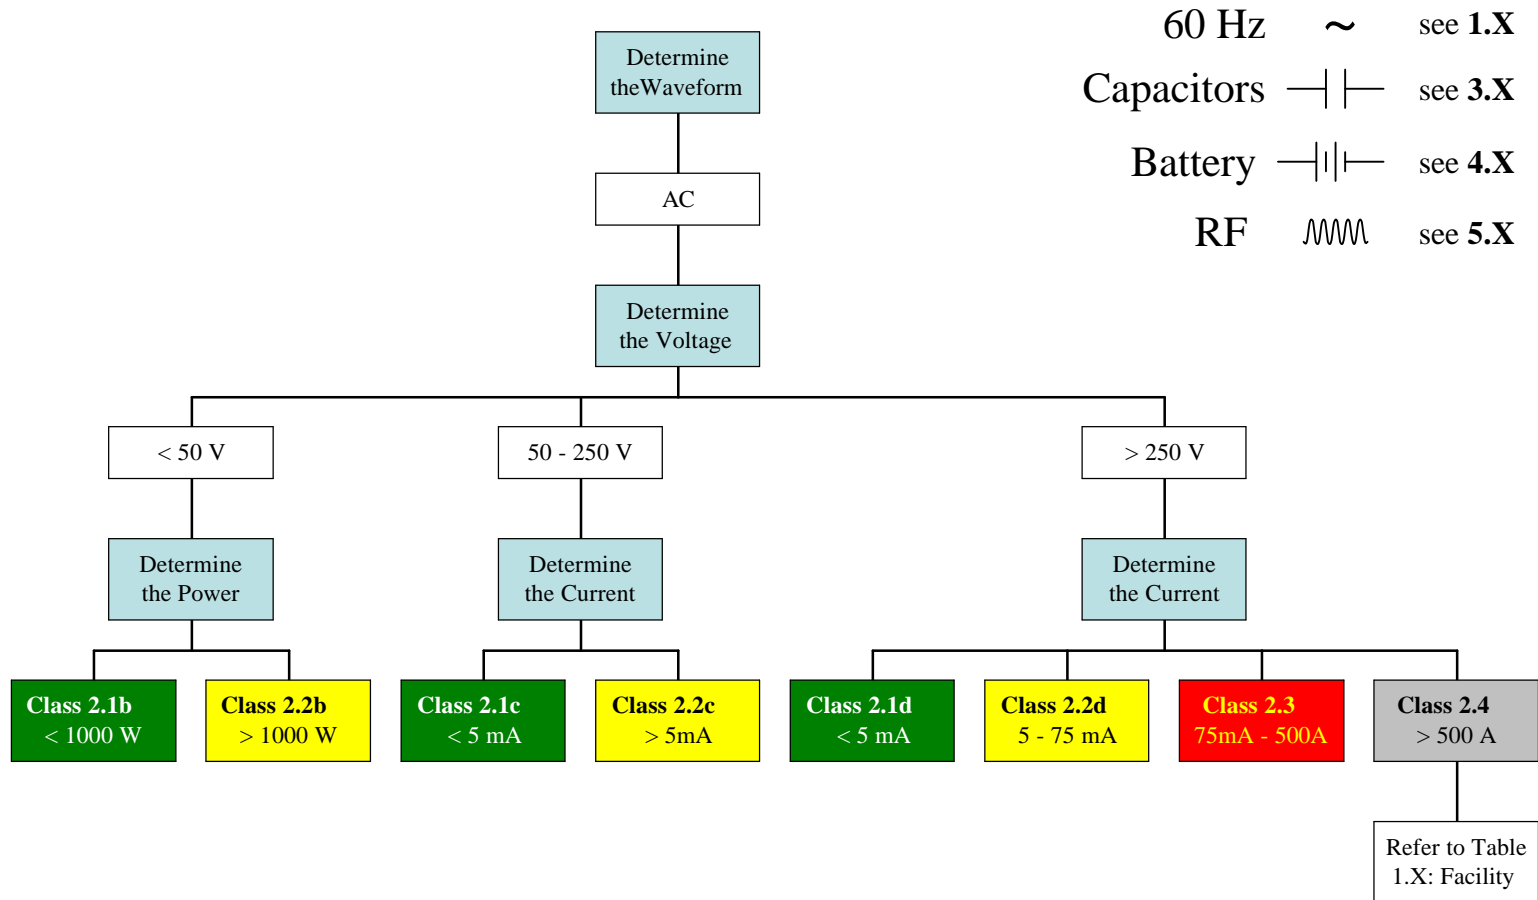 60 Hz ~ see 1.X
Capacitors see 3.X
Battery see 4.X
RF see 5.X
Determine
theWaveform
AC
Determine
the Voltage
< 50 V
50 - 250 V
> 250 V
Determine
the Power
Determine
the Current
Determine
the Current
Class 2.1b
< 1000 W
Class 2.2b
> 1000 W
Class 2.1c
< 5 mA
Class 2.2c
> 5mA
Class 2.1d
< 5 mA
Class 2.2d
5 - 75 mA
Class 2.3
75mA - 500A
Class 2.4
> 500 A
Refer to Table
1.X: Facility